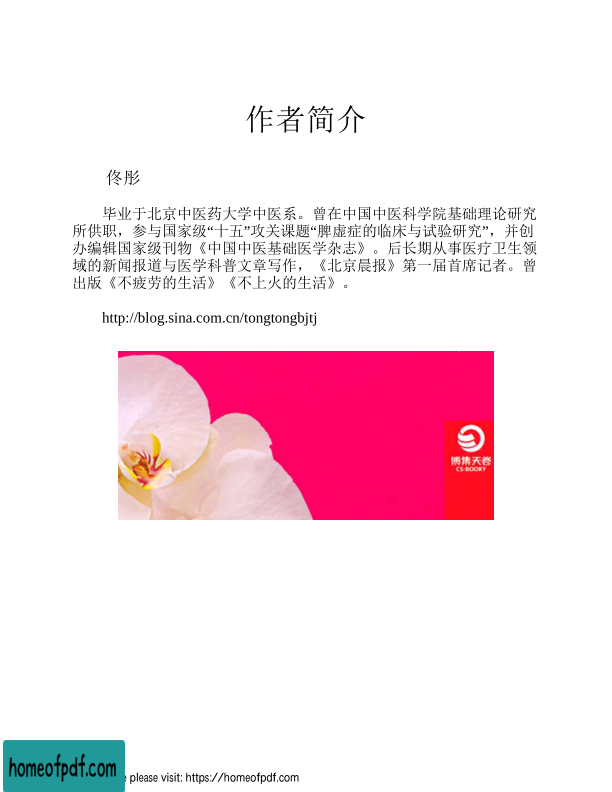 作者简介
佟彤
毕业于北京中医药大学中医系。曾在中国中医科学院基础理论研究
所供职，参与国家级“十五”攻关课题“脾虚症的临床与试验研究”，并创
办编辑国家级刊物《中国中医基础医学杂志》。后长期从事医疗卫生领
域的新闻报道与医学科普文章写作，《北京晨报》第一届首席记者。曾
出版《不疲劳的生活》《不上火的生活》。
http://blog.sina.com.cn/tongtongbjtj
博集天卷
CS-BOOKY
homeofpdf.com
e please visit: https://homeofpdf.com